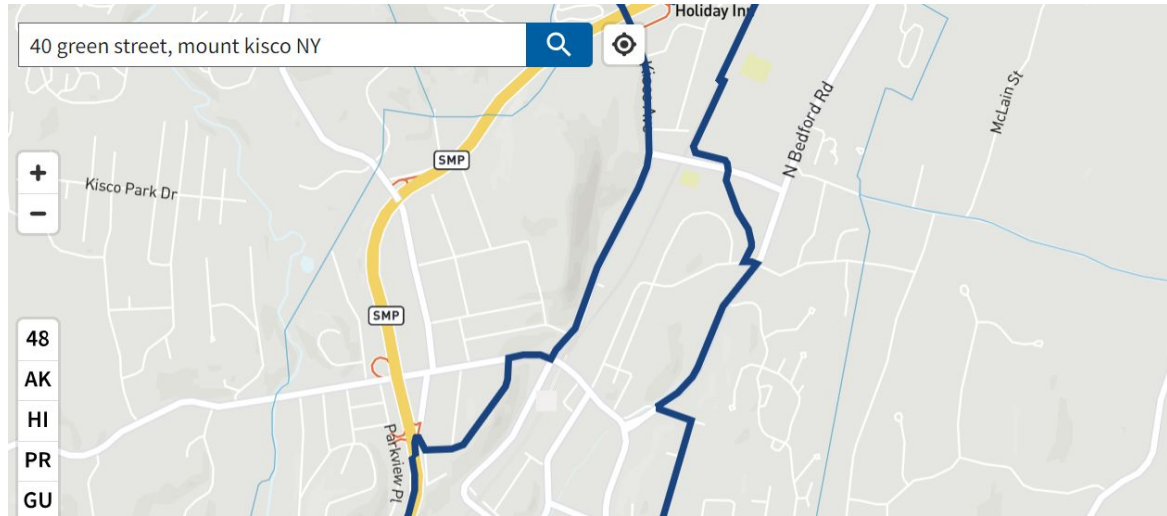 Holiday Inn
40 green street, mount kisco NY
Kisco Ave
McLain St
N Bedford Rd
SMP
+
Kisco Park Dr
−
SMP
48
AK
HI
PR
GU
Parkview Pl